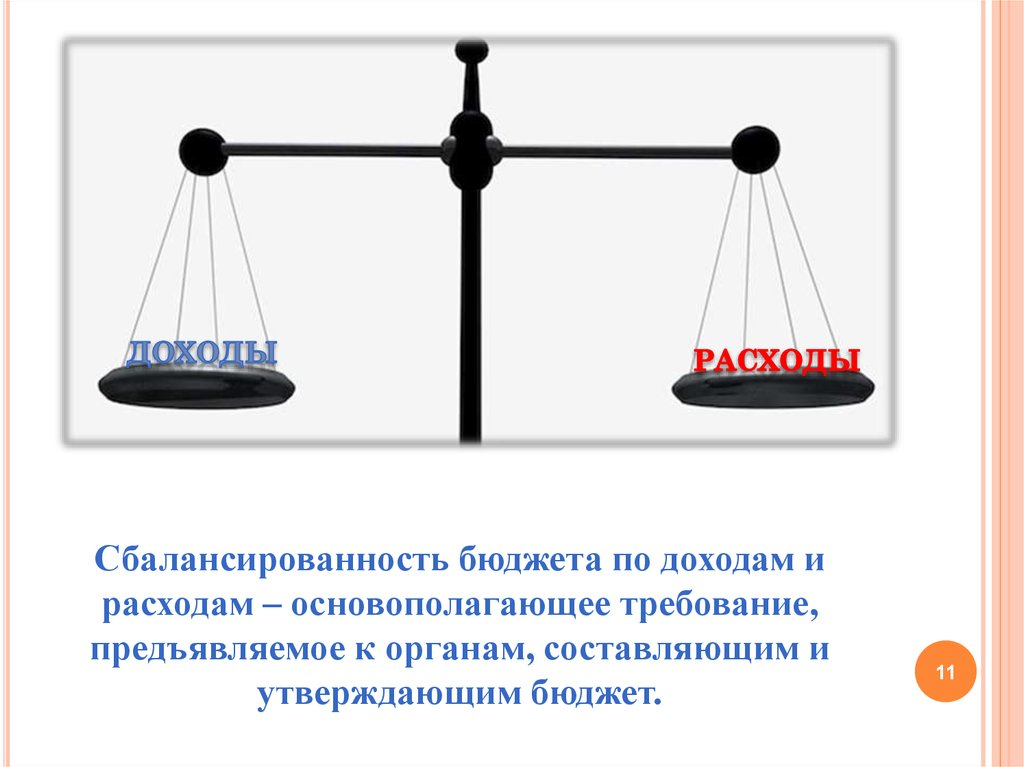 ДОХОДЫ
РАСХОДЫ
Сбалансированность бюджета по доходам и
расходам – основополагающее требование,
предъявляемое к органам, составляющим и
утверждающим бюджет.
11